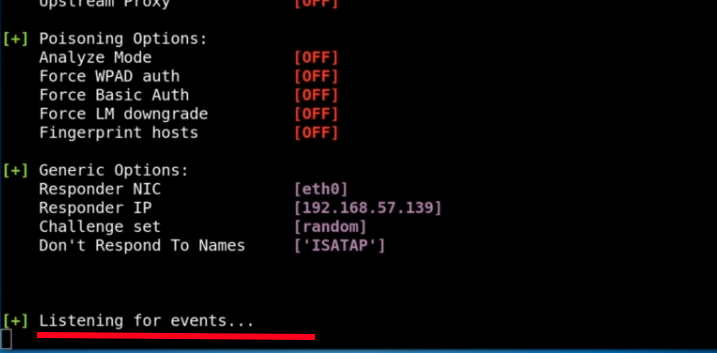 Upstream Proxy [OFF]
[+] Poisoning Options:
Analyze Mode [OFF]
Force WPAD auth [OFF]
Force Basic Auth [OFF]
Force LM downgrade [OFF]
Fingerprint hosts [OFF]
[+] Generic Options:
Responder NIC [eth0]
Responder IP [192.168.57.139]
Challenge set [random]
Don't Respond To Names ['ISATAP']
[+] Listening for events...